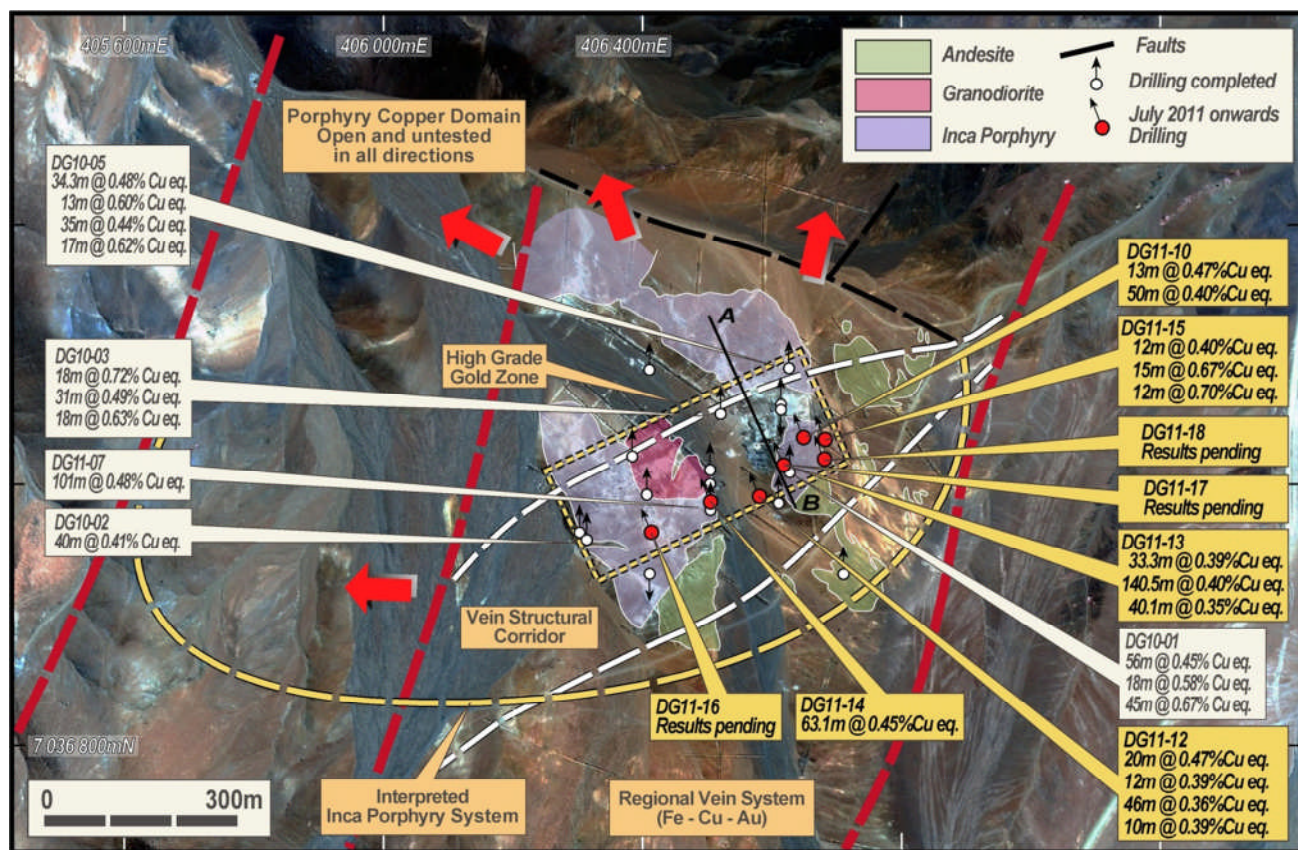 405 600mE
406 000mE
406 400mE
Andesite
Granodiorite
Inca Porphyry
Faults
Drilling completed
July 2011 onwards
Drilling
Porphyry Copper Domain
Open and untested
in all directions
DG10-05
34.3m @ 0.48% Cu eq.
13m @ 0.60% Cu eq.
35m @ 0.44% Cu eq.
17m @ 0.62% Cu eq.
DG10-03
18m @ 0.72% Cu eq.
31m @ 0.49% Cu eq.
18m @ 0.63% Cu eq.
DG11-07
101m @ 0.48% Cu eq.
DG10-02
40m @ 0.41% Cu eq.
High Grade
Gold Zone
A
B
Vein Structural
Corridor
DG11-10
13m @ 0.47%Cu eq.
50m @ 0.40%Cu eq.
DG11-15
12m @ 0.40%Cu eq.
15m @ 0.67%Cu eq.
12m @ 0.70%Cu eq.
DG11-18
Results pending
DG11-17
Results pending
DG11-13
33.3m @ 0.39%Cu eq.
140.5m @ 0.40%Cu eq.
40.1m @ 0.35%Cu eq.
DG10-01
56m @ 0.45% Cu eq.
18m @ 0.58% Cu eq.
45m @ 0.67% Cu eq.
DG11-12
20m @ 0.47%Cu eq.
12m @ 0.39%Cu eq.
46m @ 0.36%Cu eq.
10m @ 0.39%Cu eq.
DG11-16
Results pending
DG11-14
63.1m @ 0.45%Cu eq.
7 036 800mN
0 300m
Interpreted
Inca Porphyry System
Regional Vein System
(Fe - Cu - Au)